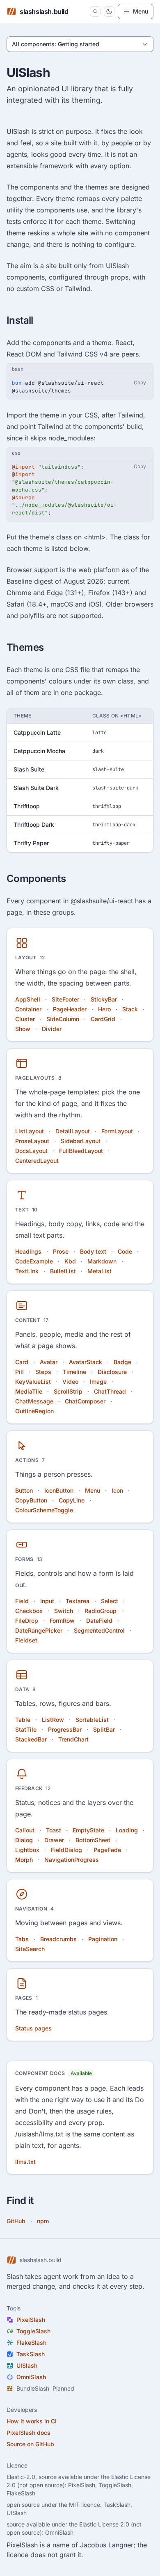 slashslash.build
Menu
All components: Getting started
UISlash
An opinionated UI library that is fully
integrated with its theming.
UISlash is strict on purpose. If it looks and
feel, so a site built with it, by people or by
agents, looks good every time. It is not an
extensible framework with every option.
The components and the theming are designed
together. Every theme maps every palette
utility the components use, and the library's
tests enforce it for each theme. Switching
theme reskins a whole site with no component
changes.
The aim is a site built from UISlash
components, configured through props, with
no custom CSS or Tailwind.
Install
Add the components and a theme. React,
React DOM and Tailwind CSS v4 are peers.
bash
Copy
bun add @slashsuite/ui-react
@slashsuite/themes
Import the theme in your CSS, after Tailwind,
and point Tailwind at the components' build,
since it skips node_modules:
css
Copy
@import "tailwindcss";
@import
"@slashsuite/themes/catppuccin-
mocha.css";
@source
"../node_modules/@slashsuite/ui-
react/dist";
Put the theme's class on <html>. The class for
each theme is listed below.
Browser support is the web platform as of the
Baseline digest of August 2026: current
Chrome and Edge (131+), Firefox (143+) and
Safari (18.4+, macOS and iOS). Older browsers
and polyfills are not supported.
Themes
Each theme is one CSS file that remaps the
components' colours under its own class, and
all of them are in one package.
THEME CLASS ON <HTML>
Catppuccin Latte latte
Catppuccin Mocha dark
Slash Suite slash-suite
Slash Suite Dark slash-suite-dark
Thriftloop thriftloop
Thriftloop Dark thriftloop-dark
Thrifty Paper thrifty-paper
Components
Every component in @slashsuite/ui-react has a
page, in these groups.
LAYOUT 12
Where things go on the page: the shell,
the width, the spacing between parts.
AppShell · SiteFooter · StickyBar ·
Container · PageHeader · Hero · Stack ·
Cluster · SideColumn · CardGrid ·
Show · Divider
PAGE LAYOUTS 8
The whole-page templates: pick the one
for the kind of page, and it fixes the
width and the rhythm.
ListLayout · DetailLayout · FormLayout ·
ProseLayout · SidebarLayout ·
DocsLayout · FullBleedLayout ·
CenteredLayout
TEXT 10
Headings, body copy, links, code and the
small text parts.
Headings · Prose · Body text · Code ·
CodeExample · Kbd · Markdown ·
TextLink · BulletList · MetaList
CONTENT 17
Panels, people, media and the rest of
what a page shows.
Card · Avatar · AvatarStack · Badge ·
Pill · Steps · Timeline · Disclosure ·
KeyValueList · Video · Image ·
MediaTile · ScrollStrip · ChatThread ·
ChatMessage · ChatComposer ·
OutlineRegion
ACTIONS 7
Things a person presses.
Button · IconButton · Menu · Icon ·
CopyButton · CopyLine ·
ColourSchemeToggle
FORMS 13
Fields, controls and how a form is laid
out.
Field · Input · Textarea · Select ·
Checkbox · Switch · RadioGroup ·
FileDrop · FormRow · DateField ·
DateRangePicker · SegmentedControl ·
Fieldset
DATA 8
Tables, rows, figures and bars.
Table · ListRow · SortableList ·
StatTile · ProgressBar · SplitBar ·
StackedBar · TrendChart
FEEDBACK 12
Status, notices and the layers over the
page.
Callout · Toast · EmptyState · Loading ·
Dialog · Drawer · BottomSheet ·
Lightbox · FieldDialog · PageFade ·
Morph · NavigationProgress
NAVIGATION 4
Moving between pages and views.
Tabs · Breadcrumbs · Pagination ·
SiteSearch
PAGES 1
The ready-made status pages.
Status pages
COMPONENT DOCS Available
Every component has a page. Each leads
with the one right way to use it and its Do
and Don't, then the usage rules,
accessibility and every prop.
/uislash/llms.txt is the same content as
plain text, for agents.
llms.txt
Find it
GitHub · npm
slashslash.build
Slash takes agent work from an idea to a
merged change, and checks it at every step.
Tools
PixelSlash
ToggleSlash
FlakeSlash
TaskSlash
UISlash
OmniSlash
BundleSlash Planned
Developers
How it works in CI
PixelSlash docs
Source on GitHub
Licence
Elastic-2.0, source available under the Elastic License
2.0 (not open source): PixelSlash, ToggleSlash,
FlakeSlash
open source under the MIT licence: TaskSlash,
UISlash
source available under the Elastic License 2.0 (not
open source): OmniSlash
PixelSlash is a name of Jacobus Langner; the
licence does not grant it.